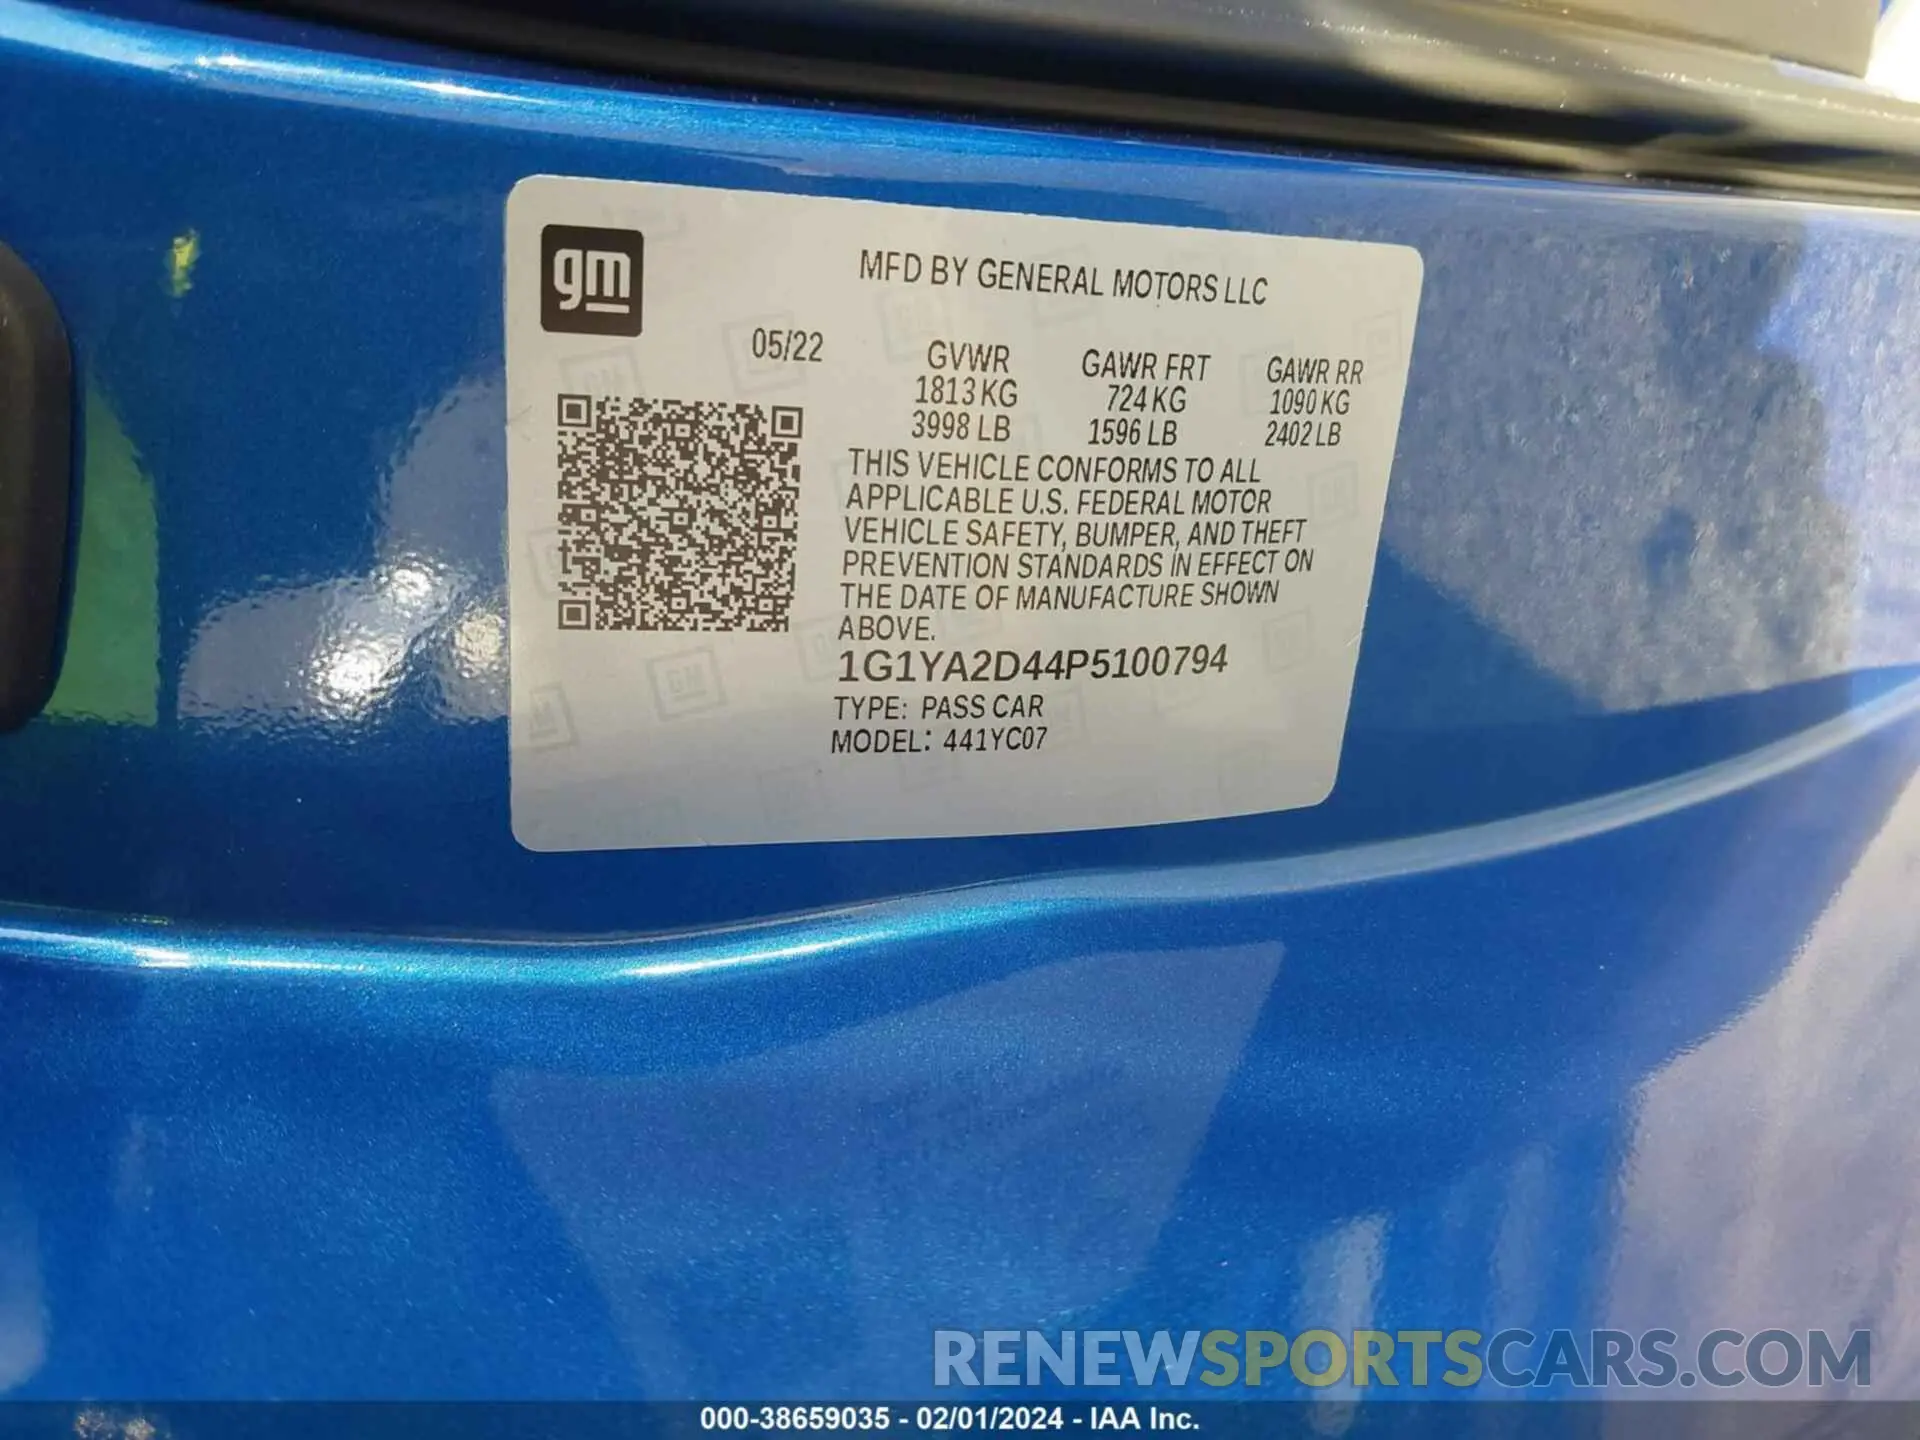 gm
MFD BY GENERAL MOTORS LLC
05/22
GVWR GAWR FRT GAWR RR
1813 KG 724 KG 1090 KG
3998 LB 1596 LB 2402 LB
THIS VEHICLE CONFORMS TO ALL
APPLICABLE U.S. FEDERAL MOTOR
VEHICLE SAFETY, BUMPER, AND THEFT
PREVENTION STANDARDS IN EFFECT ON
THE DATE OF MANUFACTURE SHOWN
ABOVE.
1G1YA2D44P5100794
TYPE: PASS CAR
MODEL: 441YC07
RENEWSPORTSCARS.COM
000-38659035 - 02/01/2024 - IAA Inc.